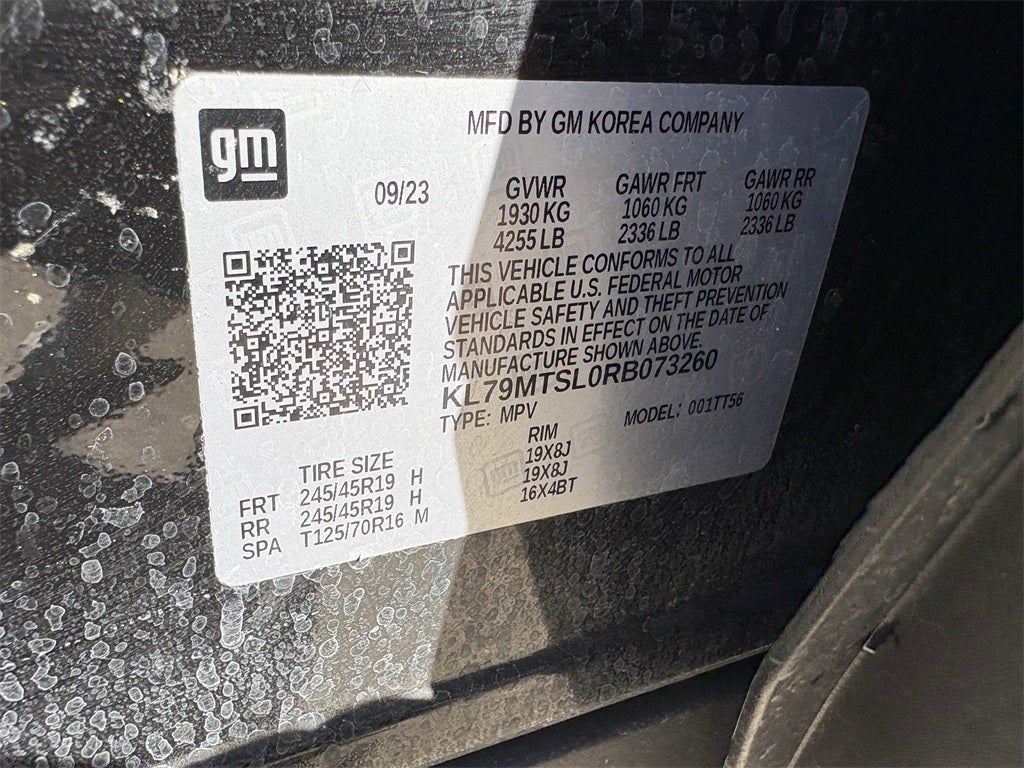 gm
MFD BY GM KOREA COMPANY
09/23
GVWR GAWR FRT GAWR RR
1930 KG 1060 KG 1060 KG
4255 LB 2336 LB 2336 LB
THIS VEHICLE CONFORMS TO ALL
APPLICABLE U.S. FEDERAL MOTOR
VEHICLE SAFETY AND THEFT PREVENTION
STANDARDS IN EFFECT ON THE DATE OF
MANUFACTURE SHOWN ABOVE.
KL79MTSL0RB073260
TYPE: MPV MODEL: 001TT56
TIRE SIZE RIM
FRT 245/45R19 H 19X8J
RR 245/45R19 H 19X8J
SPA T125/70R16 M 16X4BT